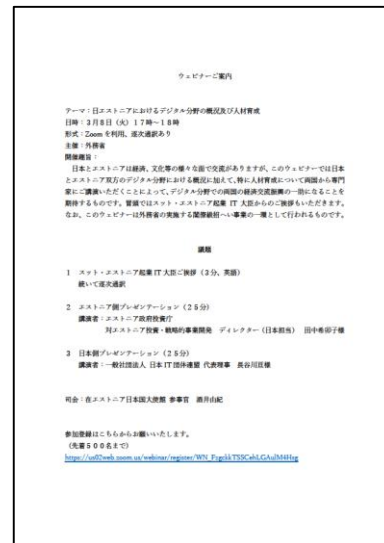 ウェビナーご案内
テーマ：日エストニアにおけるデジタル分野の概況及び人材育成
日時：３月８日（火）１７時～１８時
形式：Zoom を利用、逐次通訳あり
主催：外務省
開催趣旨：
日本とエストニアは経済、文化等の様々な面で交流がありますが、このウェビナーでは日本
とエストニア双方のデジタル分野における概況に加えて、特に人材育成について両国から専門
家にご講演いただくことによって、デジタル分野での両国の経済交流振興の一助になることを
期待するものです。冒頭ではスット・エストニア起業 IT 大臣からのご挨拶もいただきます。
なお、このウェビナーは外務省の実施する閣僚級招へい事業の一環として行われるものです。
議題
１ スット・エストニア起業 IT 大臣ご挨拶（３分、英語）
続いて逐次通訳
２ エストニア側プレゼンテーション（２５分）
講演者：エストニア政府投資庁
対エストニア投資・戦略的事業開発 ディレクター（日本担当） 田中希卯子様
３ 日本側プレゼンテーション（２５分）
講演者：一般社団法人 日本 IT 団体連盟 代表理事 長谷川亘様
司会：在エストニア日本国大使館 参事官 酒井由紀
参加登録はこちらからお願いいたします。
（先着５００名まで）